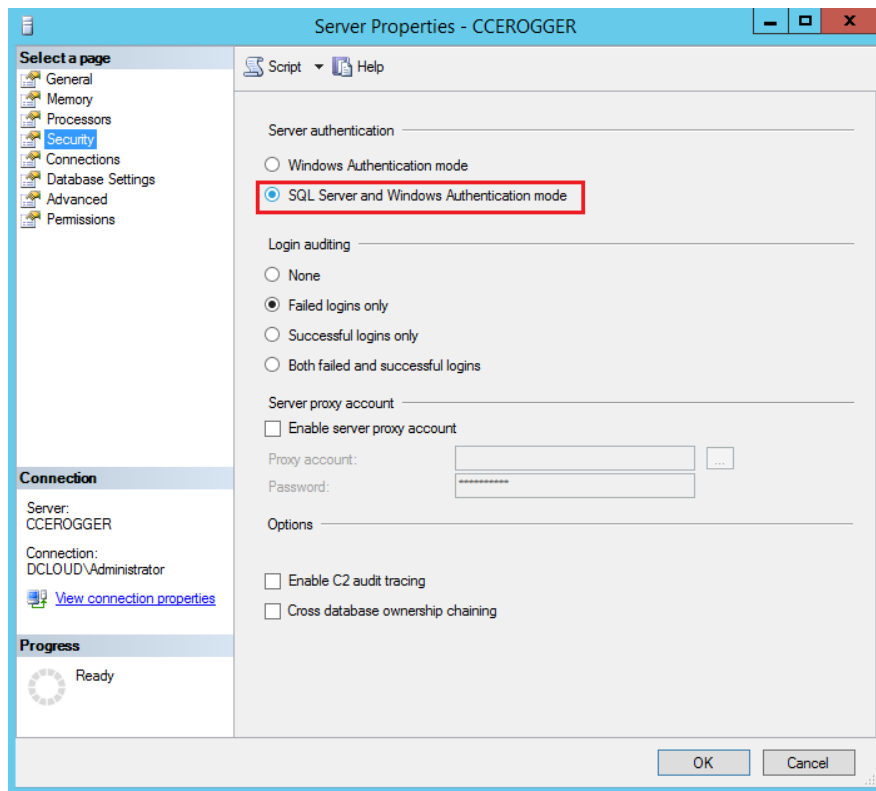 Server Properties - CCEROGGER
Select a page
General
Memory
Processors
Security
Connections
Database Settings
Advanced
Permissions
Script
Help
Server authentication
Windows Authentication mode
SQL Server and Windows Authentication mode
Login auditing
None
Failed logins only
Successful logins only
Both failed and successful logins
Server proxy account
Enable server proxy account
Proxy account:
...
Password:
**********
Options
Enable C2 audit tracing
Cross database ownership chaining
Connection
Server:
CCEROGGER
Connection:
DCLOUD\Administrator
View connection properties
Progress
Ready
OK
Cancel